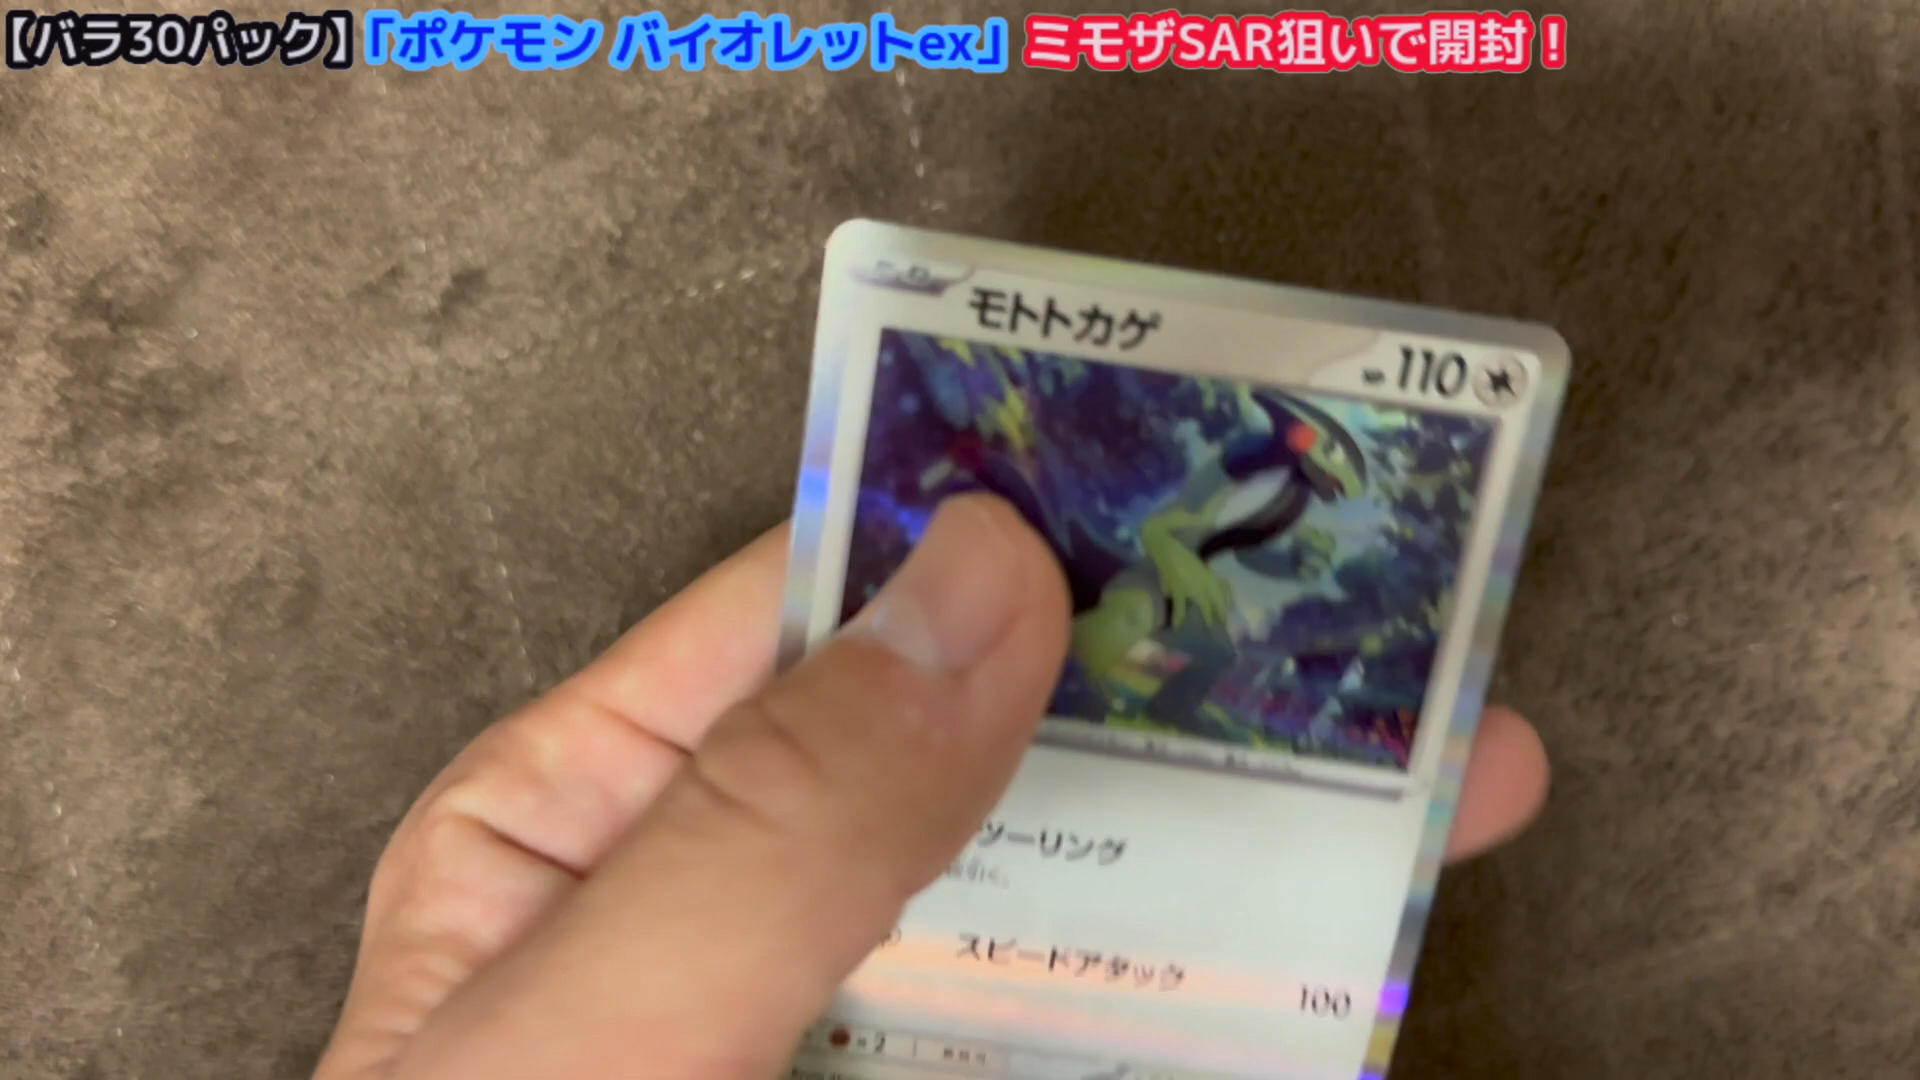 【バラ30パック】「ポケモン バイオレットex」ミモザSAR狙いで開封！
モトトカゲ
110
ツーリング
スピードアタック
100
×2